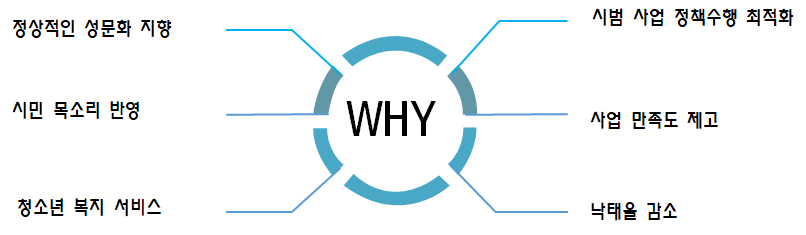 정상적인 성문화 지향
시민 목소리 반영
청소년 복지 서비스
WHY
시범 사업 정책수행 최적화
사업 만족도 제고
낙태율 감소